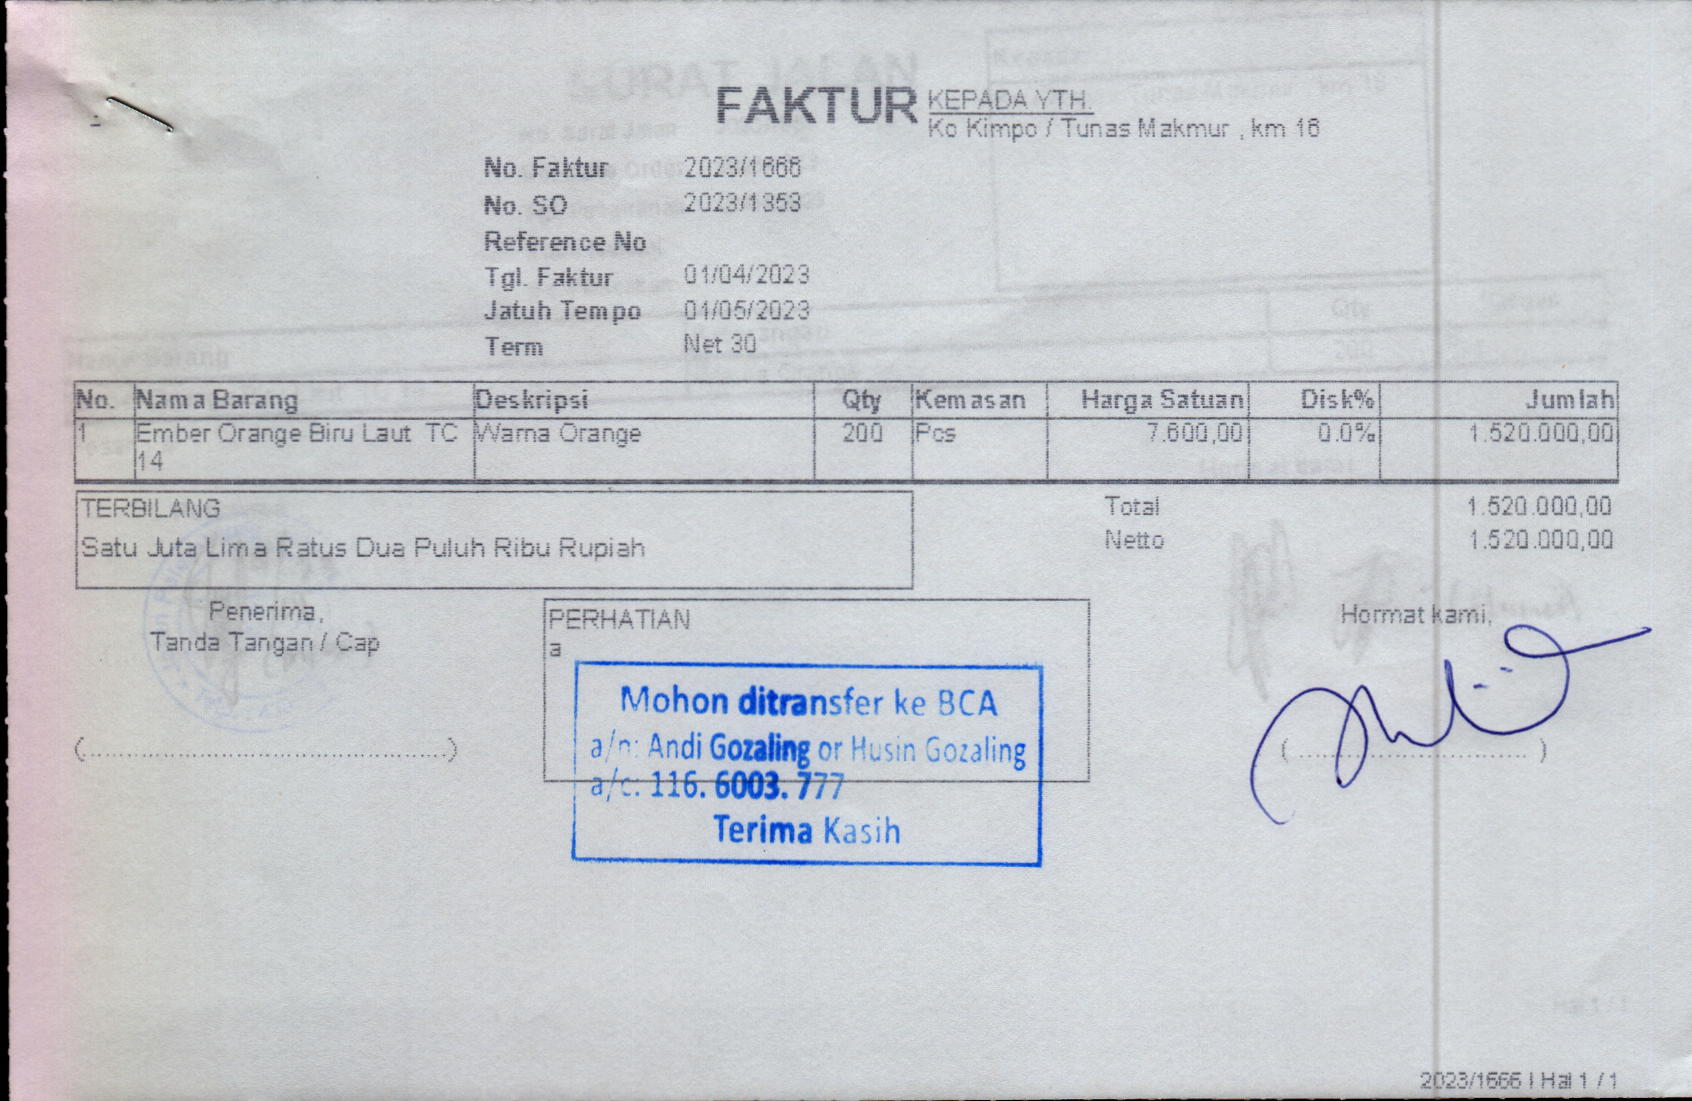 FAKTUR
KEPADA YTH.
Ko Kimpo / Tunas Makmur , km 16
No. Faktur 2023/1666
No. SO 2023/1353
Reference No
Tgl. Faktur 01/04/2023
Jatuh Tempo 01/05/2023
Term Net 30
No. Nama Barang Deskripsi Qty Kemasan Harga Satuan Disk% Jumlah
1 Ember Orange Biru Laut TC Warna Orange 200 Pcs 7.600,00 0.0% 1.520.000,00
14
TERBILANG
Satu Juta Lima Ratus Dua Puluh Ribu Rupiah
Total 1.520.000,00
Netto 1.520.000,00
Penerima,
Tanda Tangan / Cap
(..........................................)
PERHATIAN
a
Mohon ditransfer ke BCA
a/n: Andi Gozaling or Husin Gozaling
a/c: 116. 6003. 777
Terima Kasih
Hormat kami,
( ........................... )
2023/1666 | Hal 1 / 1